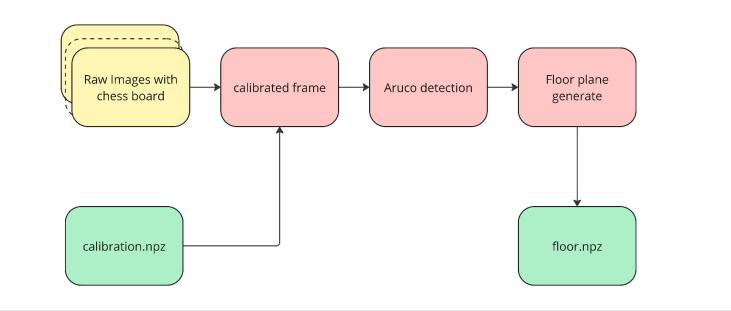 Raw Images with
chess board
calibrated frame
Aruco detection
Floor plane
generate
calibration.npz
floor.npz